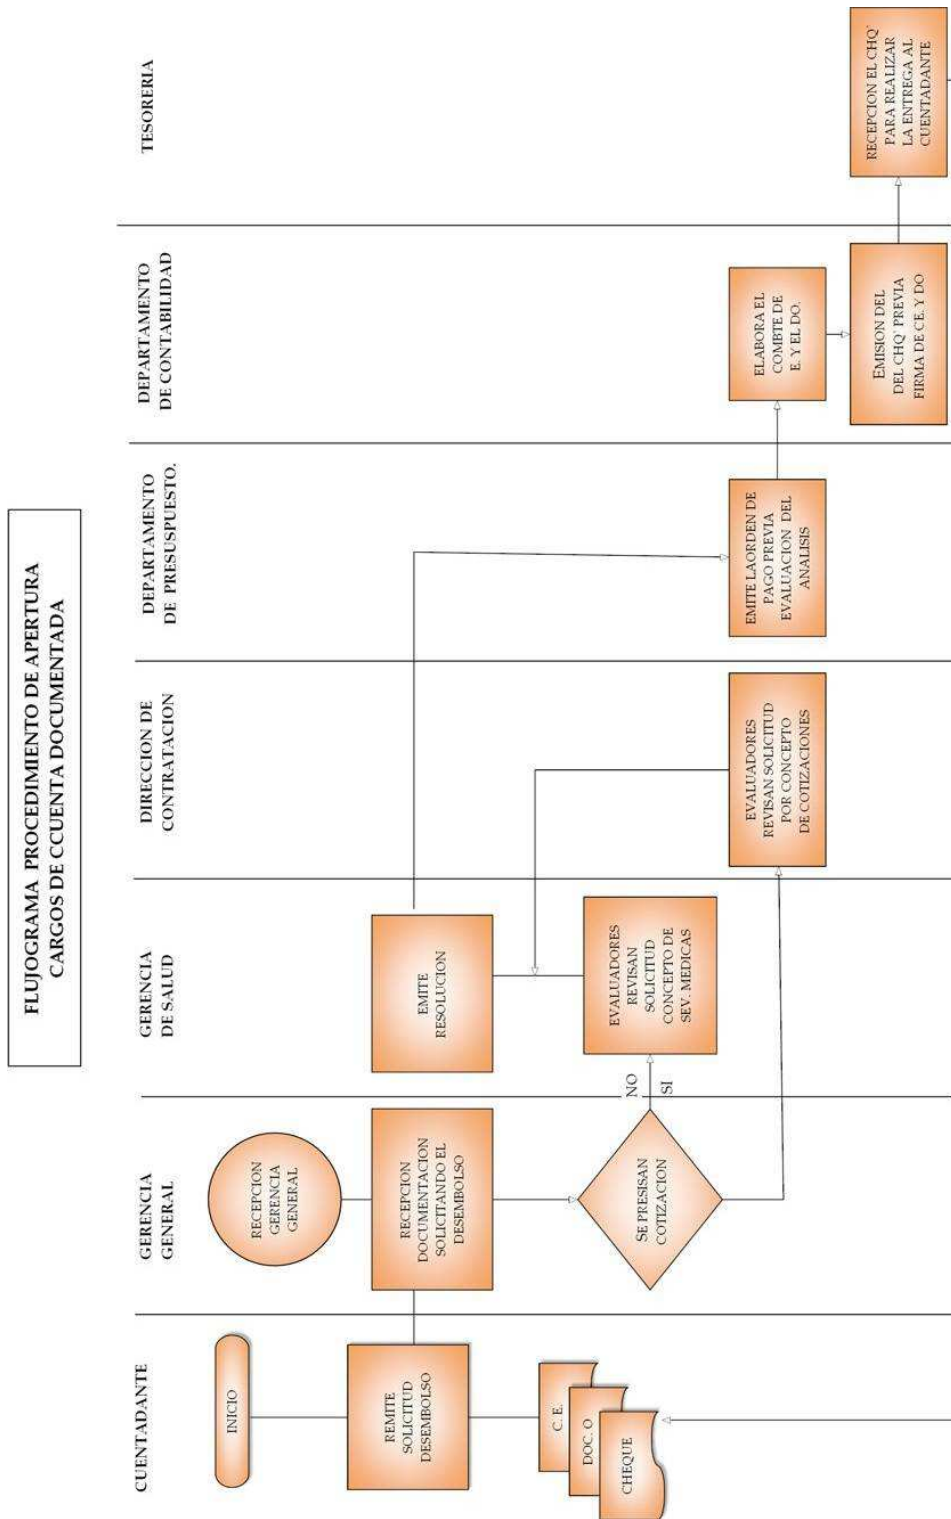 FLUJOGRAMA PROCEDIMIENTO DE APERTURA
CARGOS DE CCUENTA DOCUMENTADA
CUENTADANTE
GERENCIA
GENERAL
GERENCIA
DE SALUD
DIRECCION DE
CONTRATACION
DEPARTAMENTO
DE PRESUSPUESTO.
DEPARTAMENTO
DE CONTABILIDAD
TESORERIA
INICIO
REMITE
SOLICITUD
DESEMBOLSO
C. E.
DOC. O
CHEQUE
RECEPCION
GERENCIA
GENERAL
RECEPCION
DOCUMENTACION
SOLICITANDO EL
DESEMBOLSO
SE PRESISAN
COTIZACION
NO
SI
EMITE
RESOLUCION
EVALUADORES
REVISAN
SOLICITUD
CONCEPTO DE
SEV. MEDICAS
EVALUADORES
REVISAN SOLICITUD
POR CONCEPTO
DE COTIZACIONES
EMITE LAORDEN DE
PAGO PREVIA
EVALUACION DEL
ANALISIS
ELABORA EL
COMBTE DE
E. Y EL DO.
EMISION DEL
DEL CHQ` PREVIA
FIRMA DE CE. Y DO
RECEPCION EL CHQ`
PARA REALIZAR
LA ENTREGA AL
CUENTADANTE